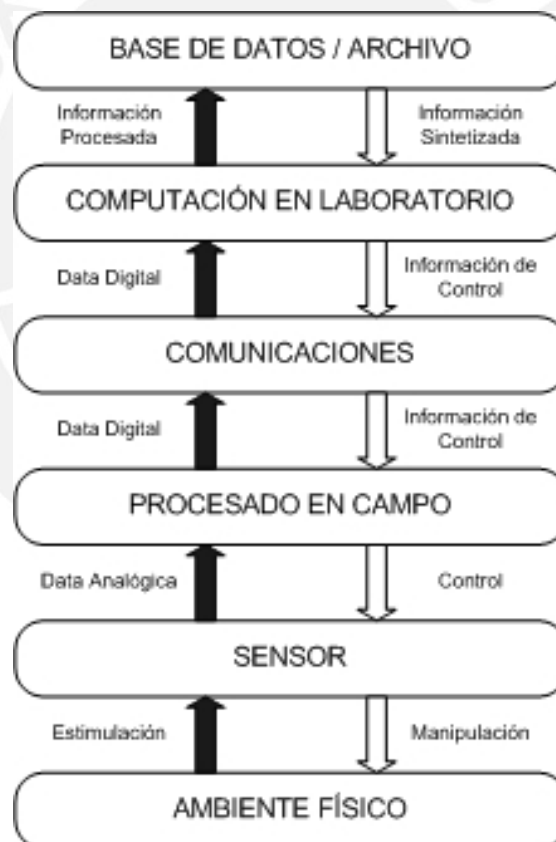 BASE DE DATOS / ARCHIVO
Información
Procesada
Información
Sintetizada
COMPUTACIÓN EN LABORATORIO
Data Digital
Información de
Control
COMUNICACIONES
Data Digital
Información de
Control
PROCESADO EN CAMPO
Data Analógica
Control
SENSOR
Estimulación
Manipulación
AMBIENTE FÍSICO